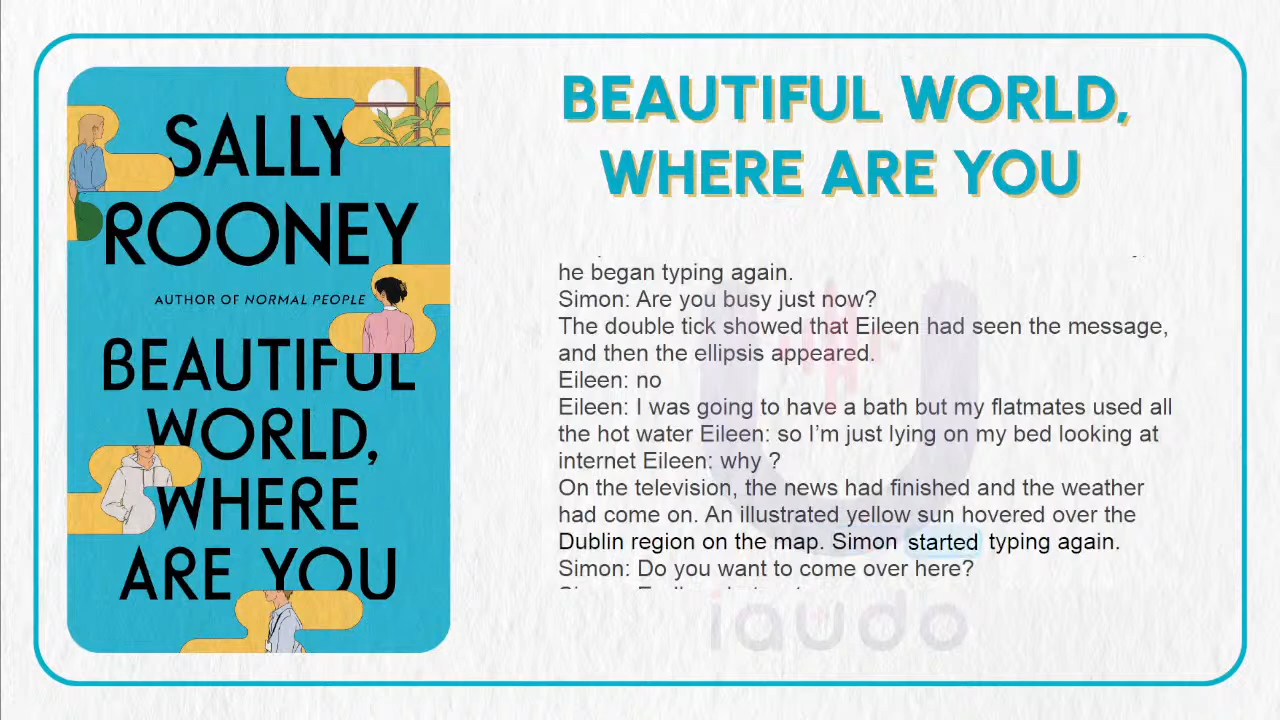 SALLY
ROONEY
AUTHOR OF NORMAL PEOPLE
BEAUTIFUL
WORLD,
WHERE
ARE YOU
BEAUTIFUL WORLD,
WHERE ARE YOU
he began typing again.
Simon: Are you busy just now?
The double tick showed that Eileen had seen the message,
and then the ellipsis appeared.
Eileen: no
Eileen: I was going to have a bath but my flatmates used all
the hot water Eileen: so I’m just lying on my bed looking at
internet Eileen: why ?
On the television, the news had finished and the weather
had come on. An illustrated yellow sun hovered over the
Dublin region on the map. Simon started typing again.
Simon: Do you want to come over here?
iaudo